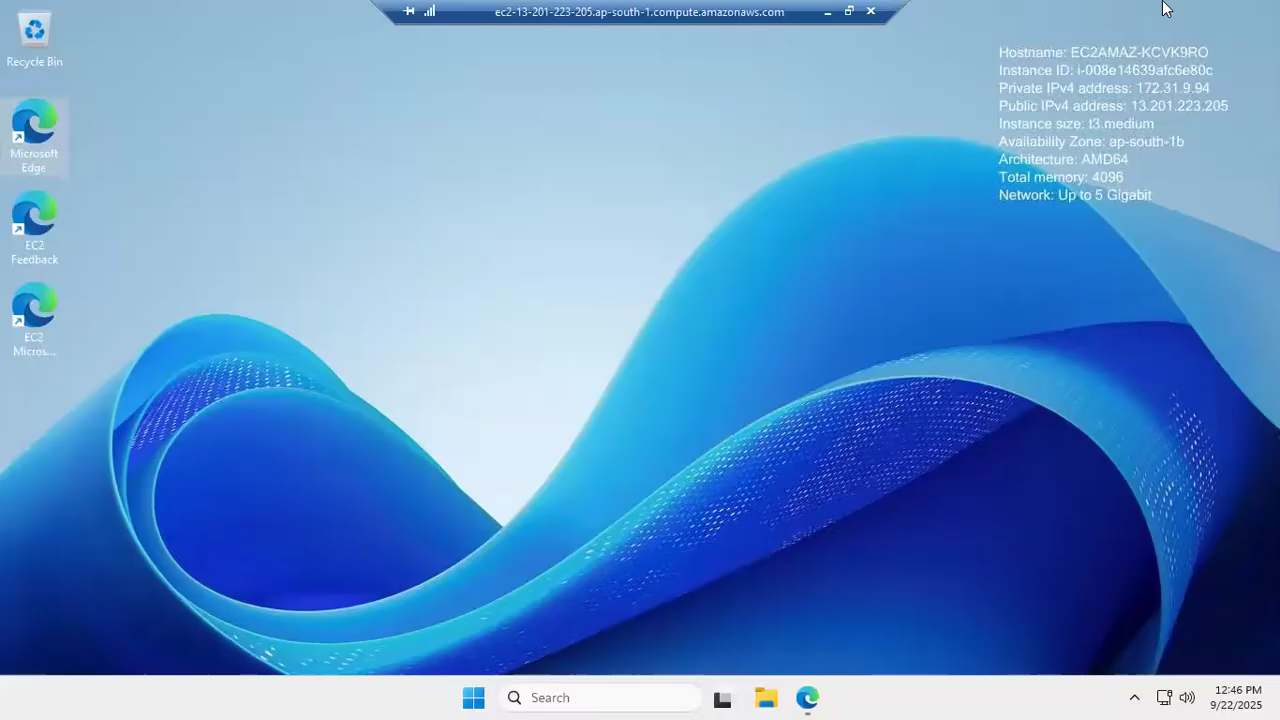 ec2-13-201-223-205.ap-south-1.compute.amazonaws.com
Recycle Bin
Microsoft
Edge
EC2
Feedback
EC2
Micros...
Hostname: EC2AMAZ-KCVK9RO
Instance ID: i-008e14639afc6e80c
Private IPv4 address: 172.31.9.94
Public IPv4 address: 13.201.223.205
Instance size: t3.medium
Availability Zone: ap-south-1b
Architecture: AMD64
Total memory: 4096
Network: Up to 5 Gigabit
Search
12:46 PM
9/22/2025